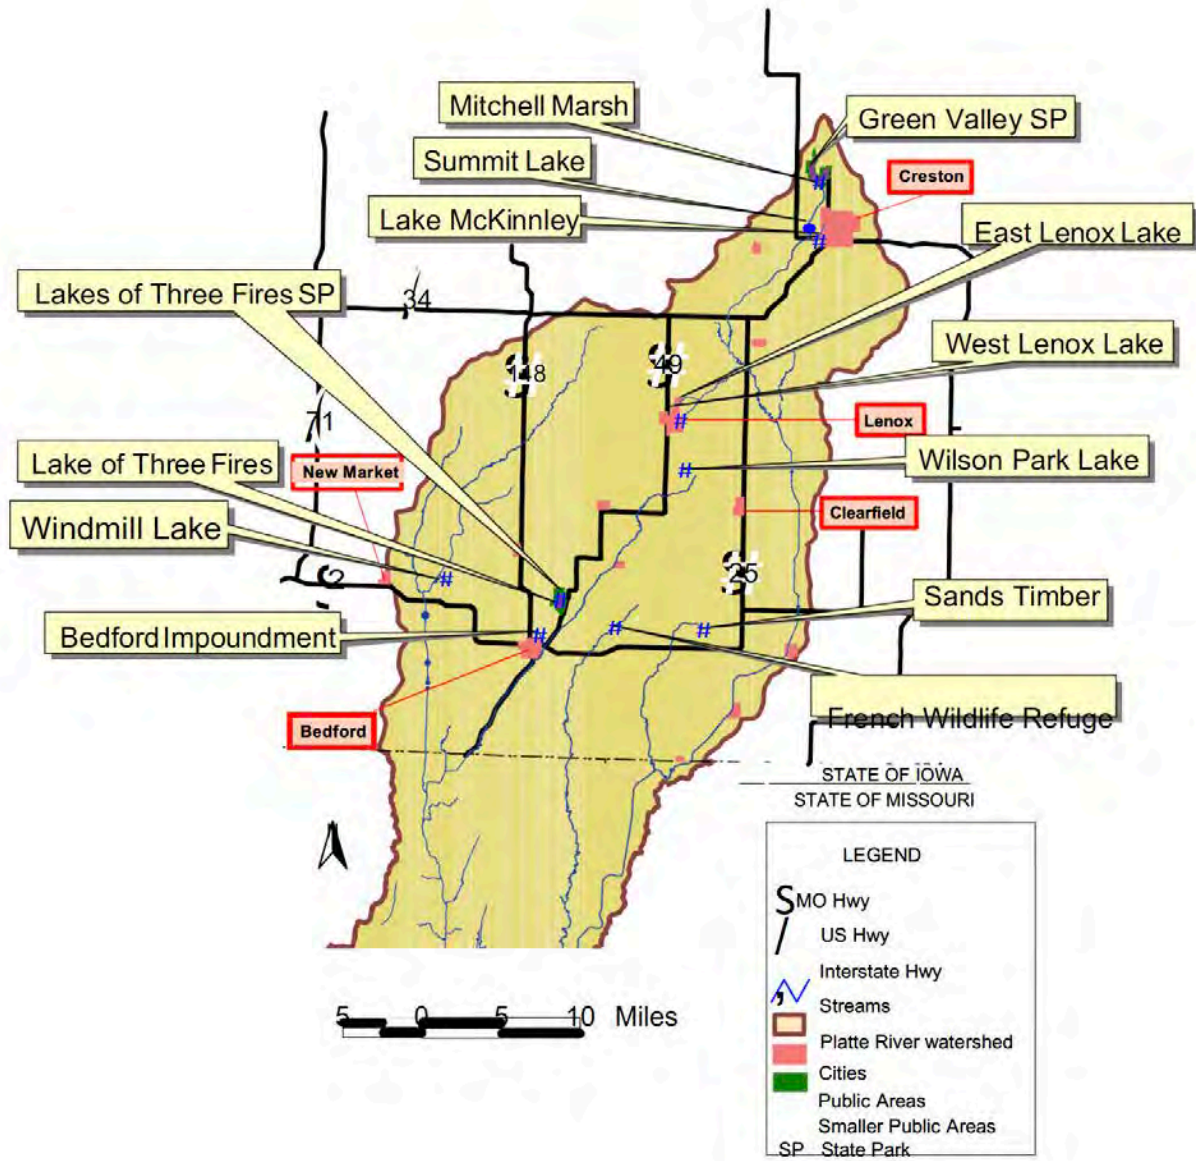 Mitchell Marsh
Green Valley SP
Summit Lake
Creston
Lake McKinnley
East Lenox Lake
Lakes of Three Fires SP
34
West Lenox Lake
148
49
71
Lenox
Lake of Three Fires
New Market
Wilson Park Lake
Windmill Lake
Clearfield
25
2
Sands Timber
Bedford Impoundment
French Wildlife Refuge
Bedford
STATE OF IOWA
STATE OF MISSOURI
LEGEND
MO Hwy
US Hwy
Interstate Hwy
Streams
Platte River watershed
Cities
Public Areas
Smaller Public Areas
SP State Park
5 0 5 10 Miles